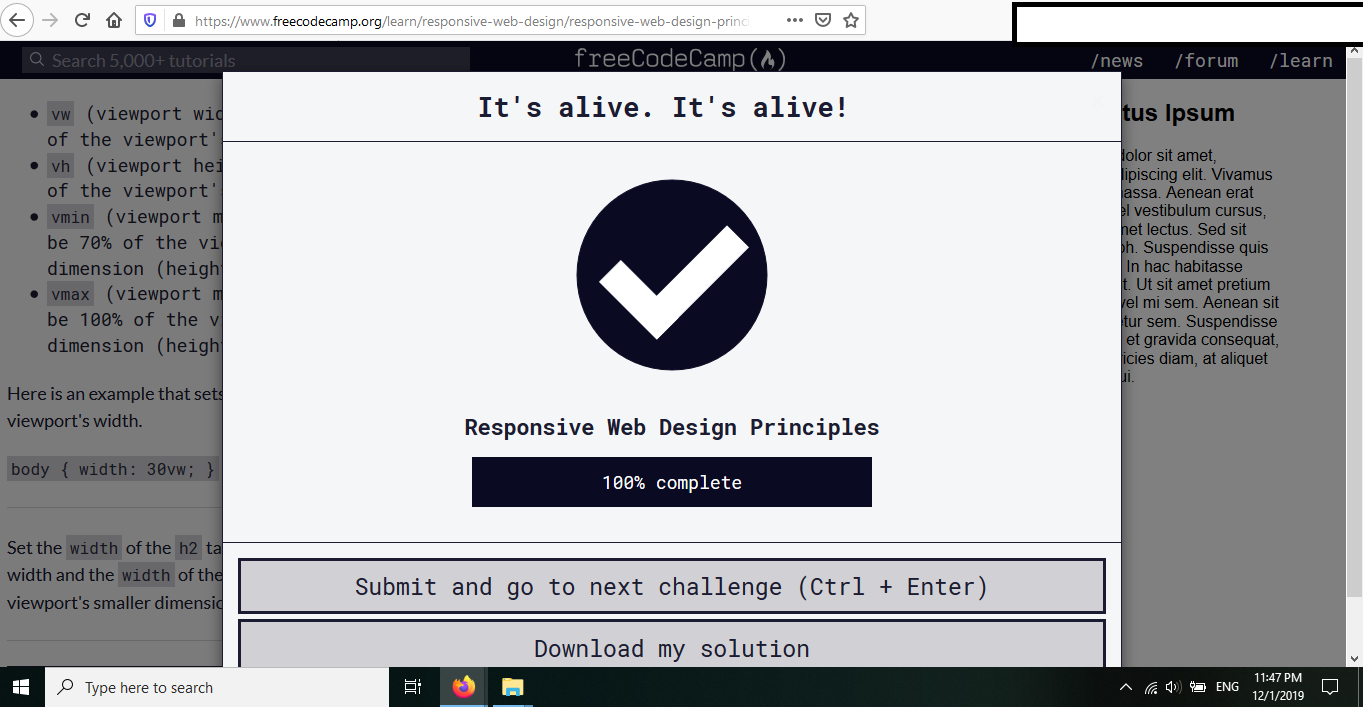 https://www.freecodecamp.org/learn/responsive-web-design/responsive-web-design-princ
Search 5,000+ tutorials
freeCodeCamp
/news /forum /learn
vw (viewport wid
of the viewport'
vh (viewport hei
of the viewport'
vmin (viewport m
be 70% of the vi
dimension (height
vmax (viewport m
be 100% of the v
dimension (height
Here is an example that sets
viewport's width.
body { width: 30vw; }
Set the width of the h2 ta
width and the width of the
viewport's smaller dimensio
It's alive. It's alive!
Responsive Web Design Principles
100% complete
Submit and go to next challenge (Ctrl + Enter)
Download my solution
tus Ipsum
dolor sit amet,
dipiscing elit. Vivamus
massa. Aenean erat
el vestibulum cursus,
met lectus. Sed sit
bh. Suspendisse quis
In hac habitasse
t. Ut sit amet pretium
vel mi sem. Aenean sit
etur sem. Suspendisse
et gravida consequat,
ricies diam, at aliquet
ui.
Type here to search
ENG
11:47 PM
12/1/2019